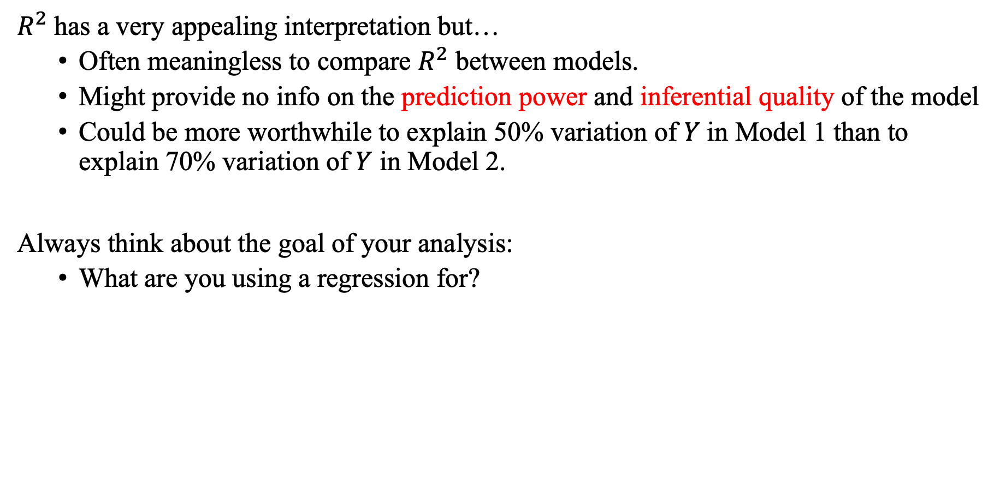 R² has a very appealing interpretation but…
• Often meaningless to compare R² between models.
• Might provide no info on the prediction power and inferential quality of the model
• Could be more worthwhile to explain 50% variation of Y in Model 1 than to
explain 70% variation of Y in Model 2.
Always think about the goal of your analysis:
• What are you using a regression for?